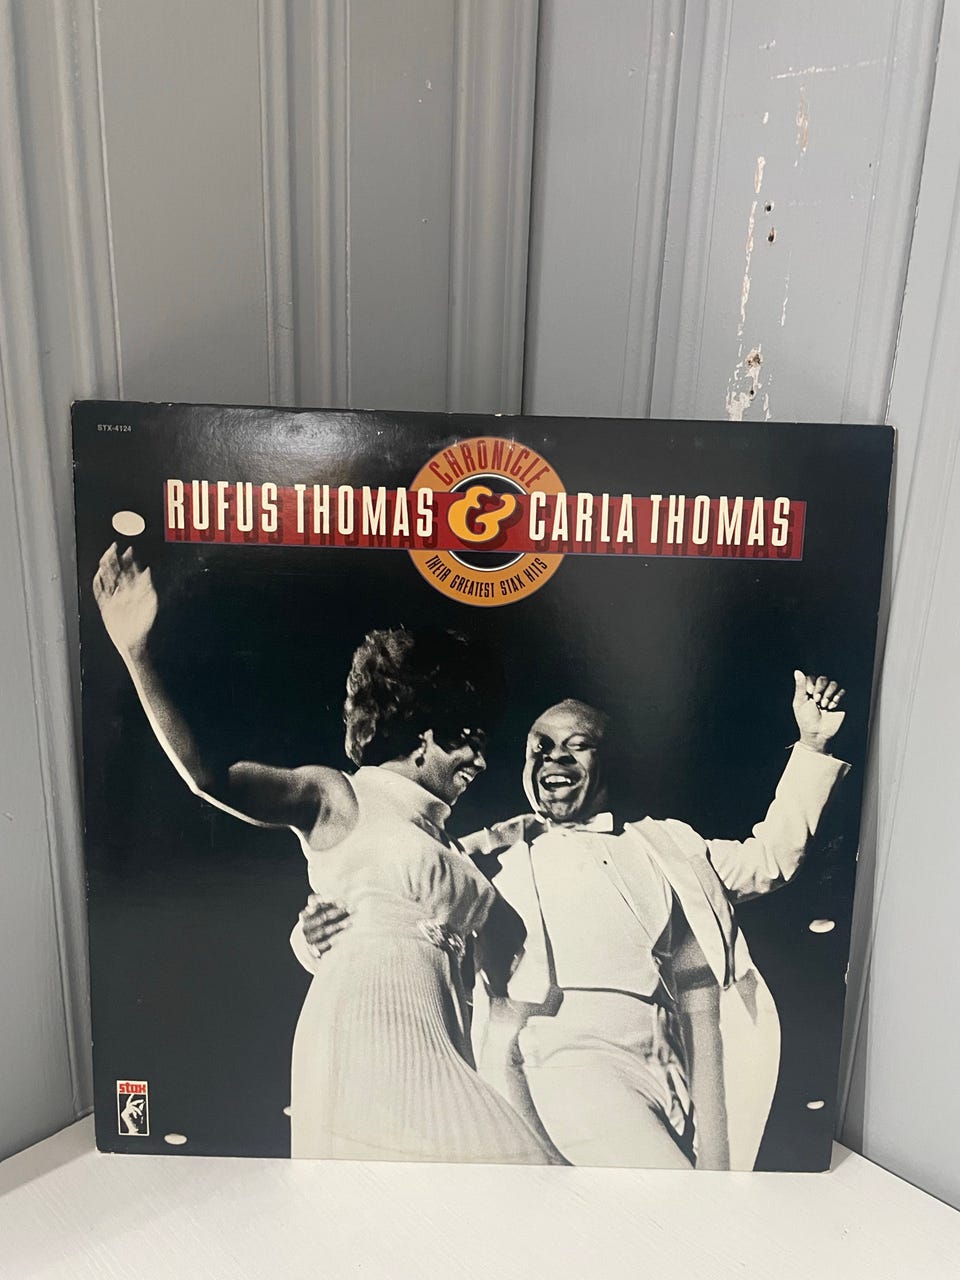 STX-4124
CHRONICLE
RUFUS THOMAS & CARLA THOMAS
THEIR GREATEST STAX HITS
stax